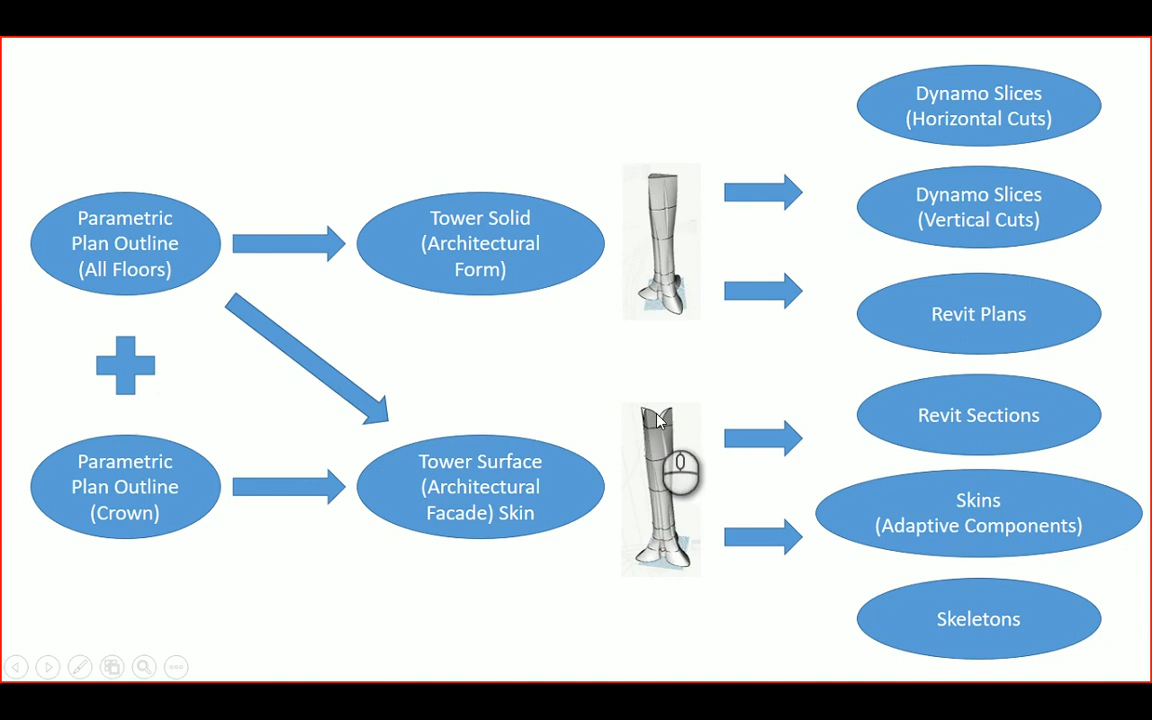 Parametric
Plan Outline
(All Floors)
Parametric
Plan Outline
(Crown)
Tower Solid
(Architectural
Form)
Tower Surface
(Architectural
Facade) Skin
Dynamo Slices
(Horizontal Cuts)
Dynamo Slices
(Vertical Cuts)
Revit Plans
Revit Sections
Skins
(Adaptive Components)
Skeletons